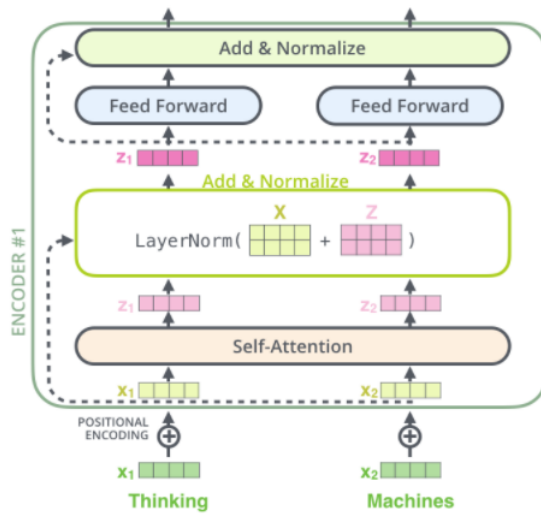 Add & Normalize
Feed Forward Feed Forward
z1 z2
Add & Normalize
X Z
LayerNorm( + )
ENCODER #1
z1 z2
Self-Attention
x1 x2
POSITIONAL
ENCODING
x1 x2
Thinking Machines